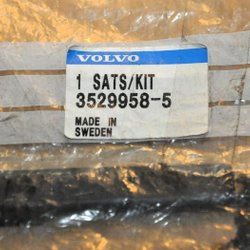 VOLVO
1 SATS/KIT
3529958-5
MADE IN
SWEDEN